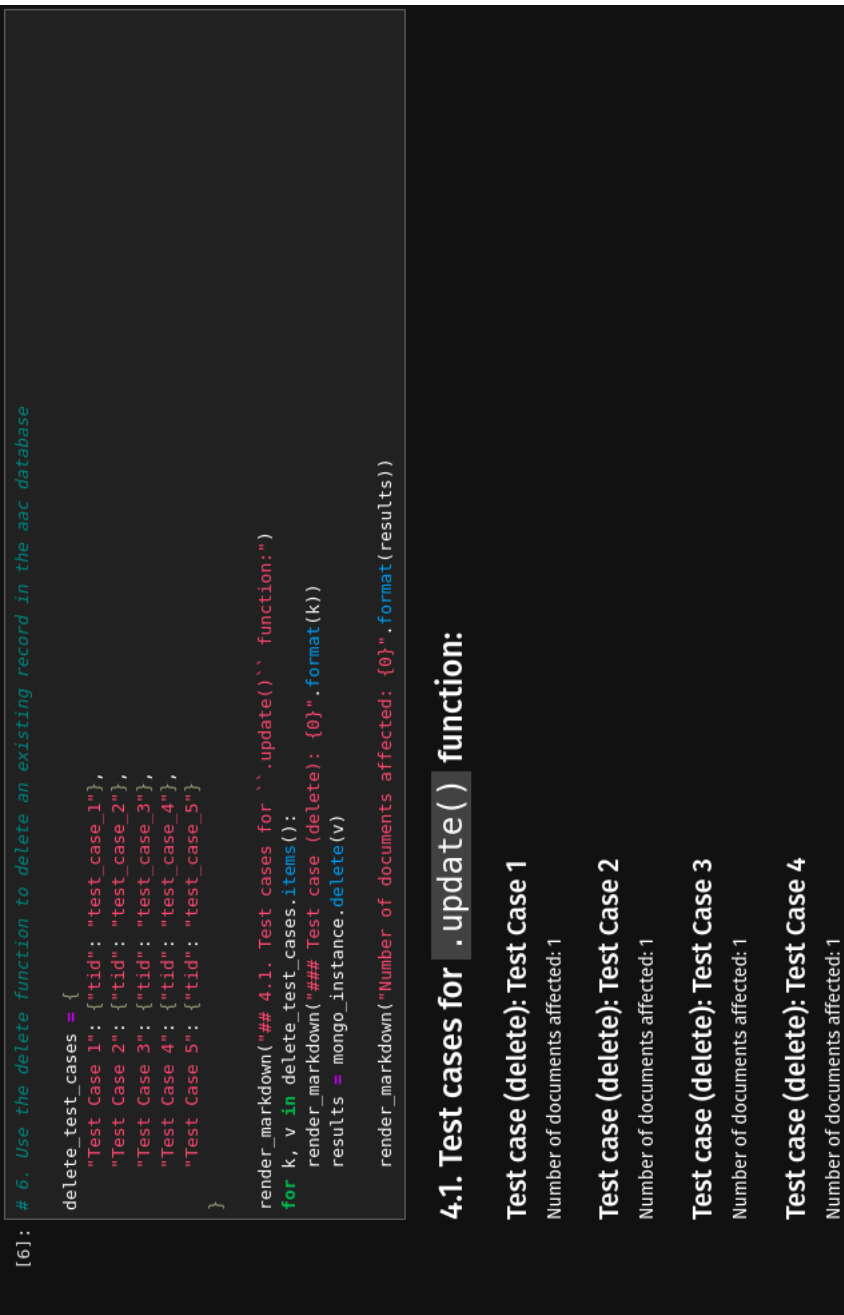 [6]: # 6. Use the delete function to delete an existing record in the aac database
delete_test_cases = {
"Test Case 1": {"tid": "test_case_1"},
"Test Case 2": {"tid": "test_case_2"},
"Test Case 3": {"tid": "test_case_3"},
"Test Case 4": {"tid": "test_case_4"},
"Test Case 5": {"tid": "test_case_5"}
}
render_markdown("## 4.1. Test cases for ``.update()`` function:")
for k, v in delete_test_cases.items():
render_markdown("### Test case (delete): {0}".format(k))
results = mongo_instance.delete(v)
render_markdown("Number of documents affected: {0}".format(results))
4.1. Test cases for .update() function:
Test case (delete): Test Case 1
Number of documents affected: 1
Test case (delete): Test Case 2
Number of documents affected: 1
Test case (delete): Test Case 3
Number of documents affected: 1
Test case (delete): Test Case 4
Number of documents affected: 1